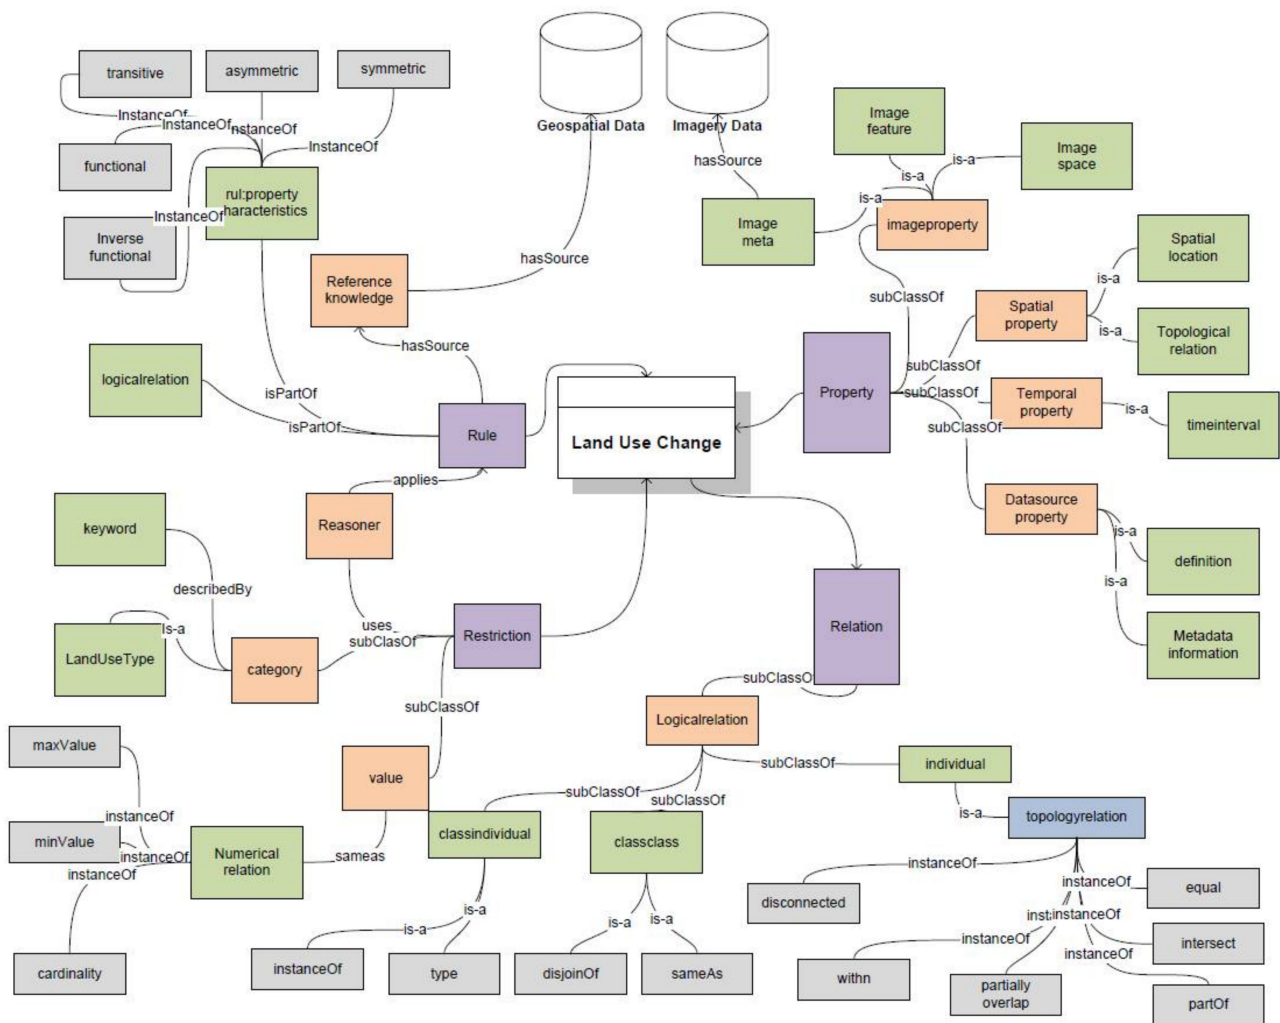 transitive
asymmetric
symmetric
InstanceOf
InstanceOf
InstanceOf
InstanceOf
functional
rul:property
haracteristics
InstanceOf
Inverse
functional
Geospatial Data
Imagery Data
hasSource
Image
feature
Image
space
is-a
is-a
is-a
Image
meta
imageproperty
Spatial
location
is-a
hasSource
Reference
knowledge
subClassOf
Spatial
property
is-a
Topological
relation
hasSource
logicalrelation
isPartOf
isPartOf
Rule
Land Use Change
Property
subClassOf
subClassOf
subClassOf
Temporal
property
is-a
timeinterval
applies
Reasoner
keyword
describedBy
Is-a
LandUseType
category
uses
subClasOf
Restriction
subClassOf
Datasource
property
is-a
definition
is-a
Metadada
information
Relation
subClassO
Logicalrelation
maxValue
value
subClassOf
individual
subClassOf
subClassOf
is-a
topologyrelation
instanceOf
minValue
instanceOf
instanceOf
Numerical
relation
sameas
classindividual
classclass
instanceOf
disconnected
instanceOf
equal
inst
instanceOf
intersect
instanceOf
instanceOf
is-a
is-a
is-a
is-a
cardinality
instanceOf
type
disjoinOf
sameAs
withn
partially
overlap
partOf